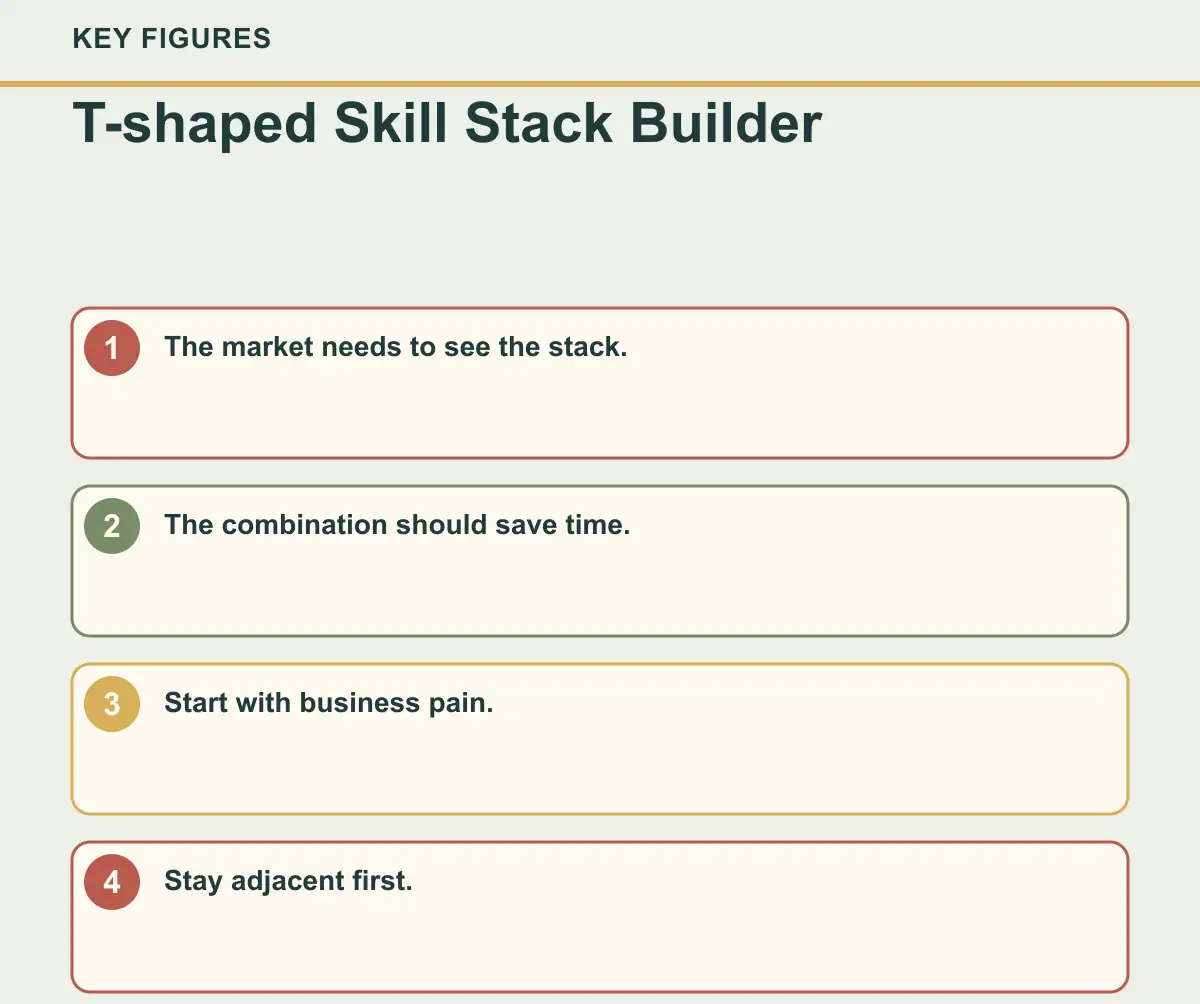 KEY FIGURES
T-shaped Skill Stack Builder
1
The market needs to see the stack.
2
The combination should save time.
3
Start with business pain.
4
Stay adjacent first.